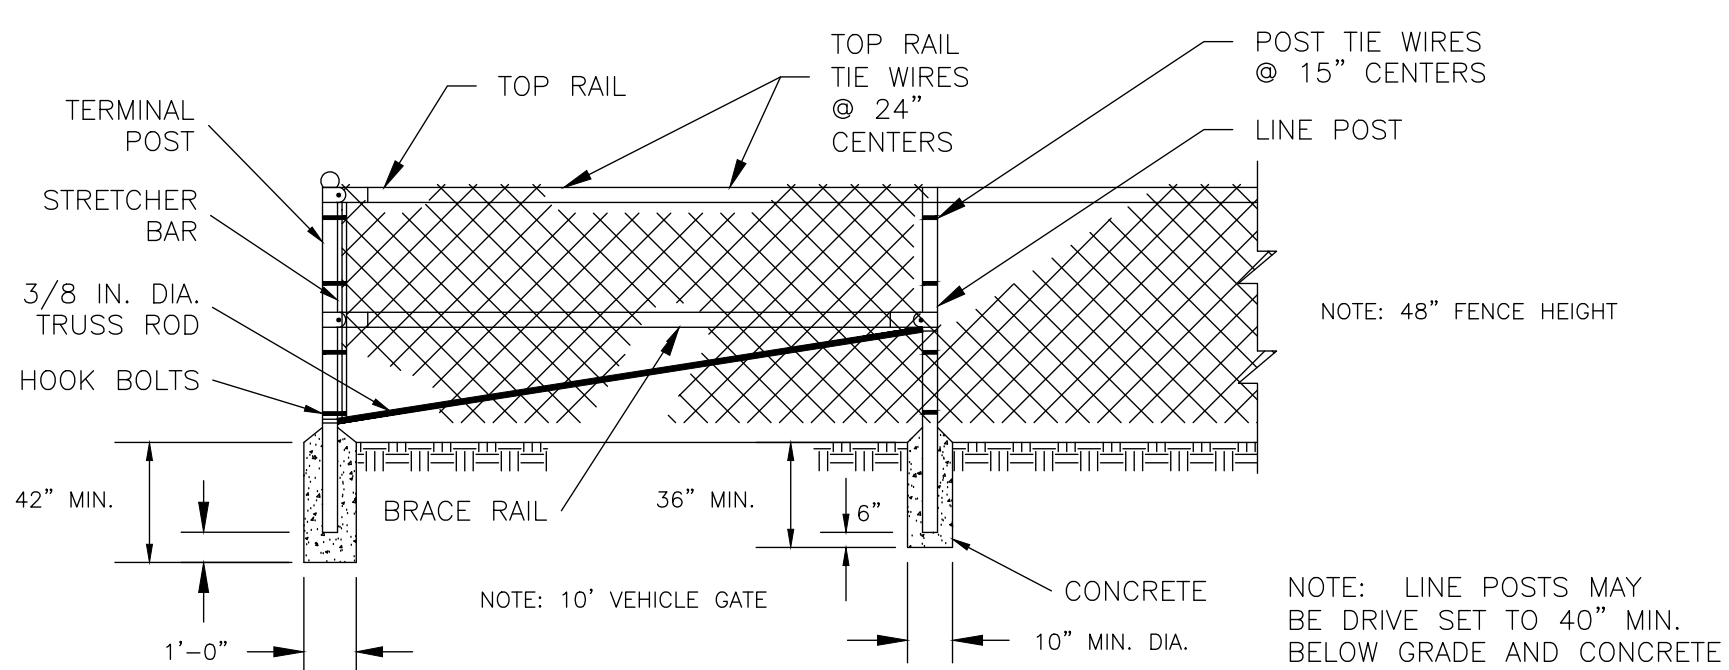 TOP RAIL
TIE WIRES
@ 24”
CENTERS
POST TIE WIRES
@ 15” CENTERS
TOP RAIL
TERMINAL
POST
LINE POST
STRETCHER
BAR
3/8 IN. DIA.
TRUSS ROD
NOTE: 48” FENCE HEIGHT
HOOK BOLTS
42” MIN.
BRACE RAIL
36” MIN.
6”
NOTE: 10’ VEHICLE GATE
CONCRETE
1’-0”
10” MIN. DIA.
NOTE: LINE POSTS MAY
BE DRIVE SET TO 40” MIN.
BELOW GRADE AND CONCRETE